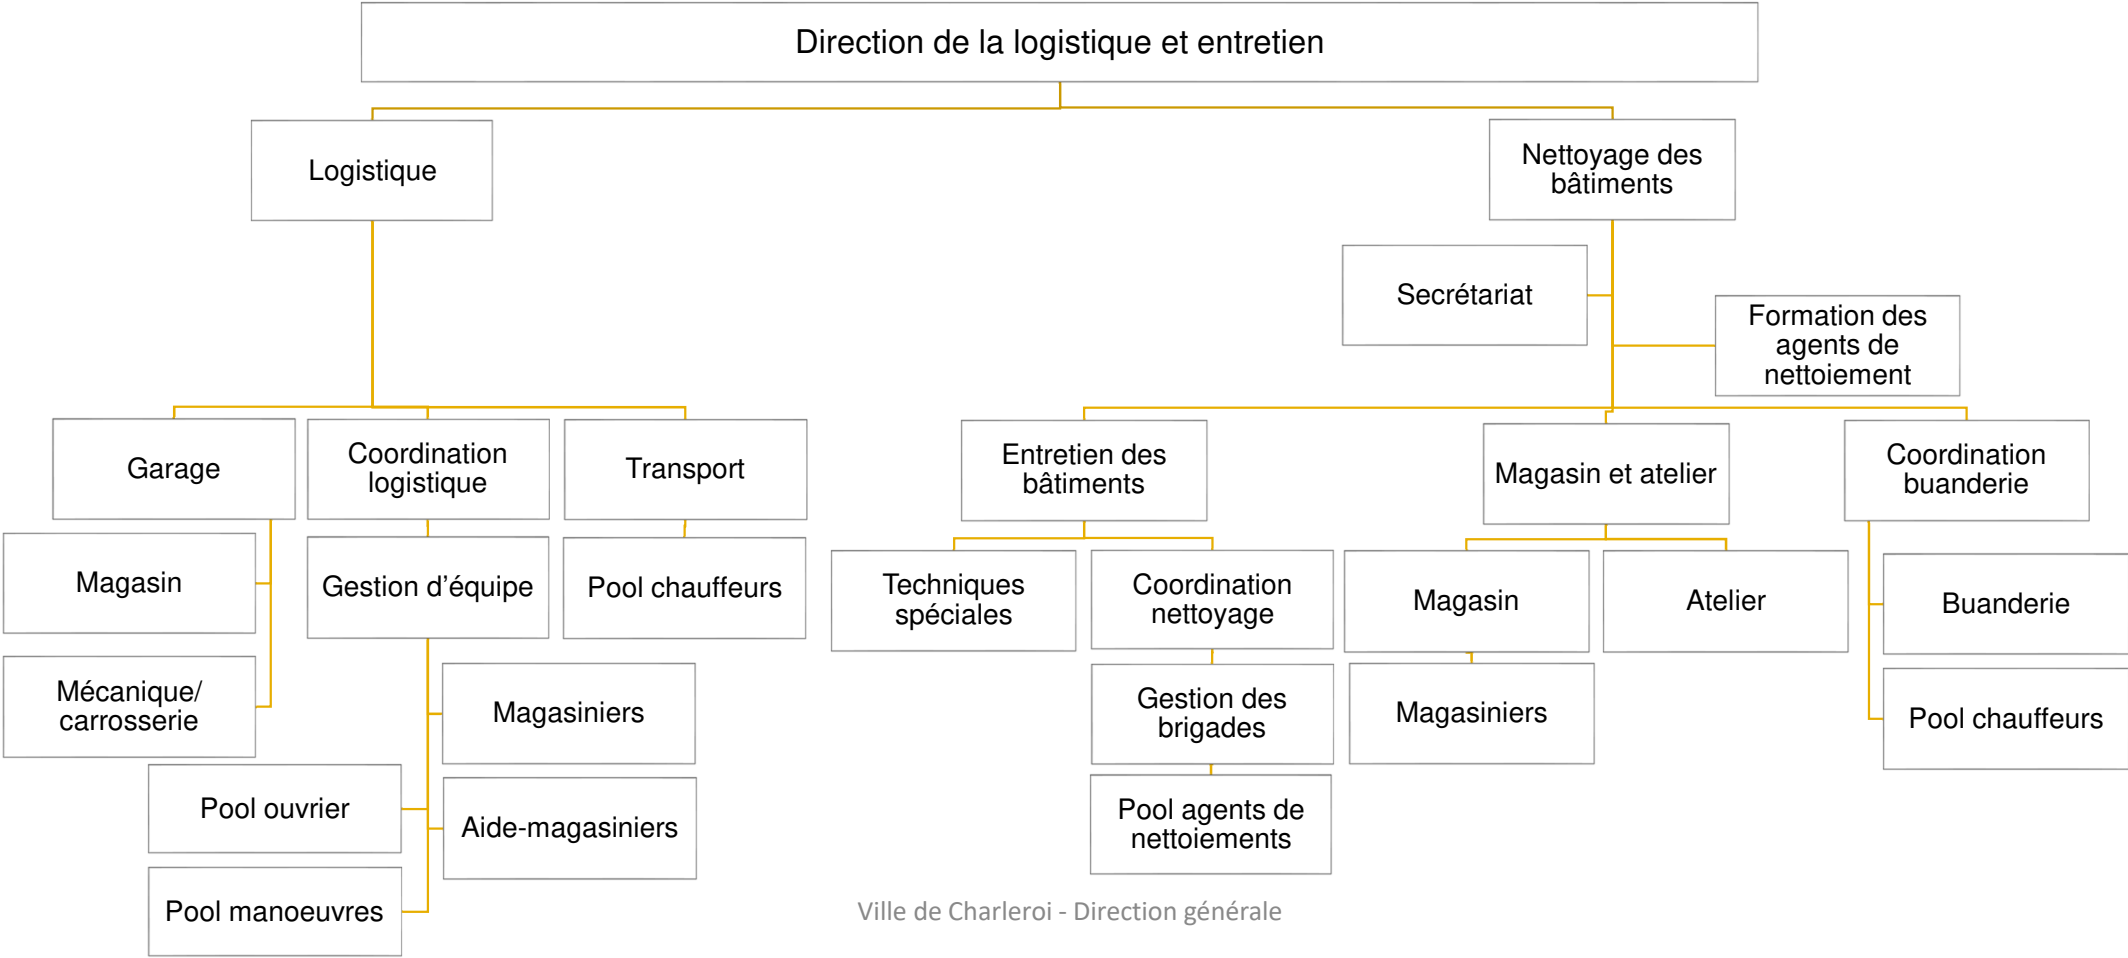 Direction de la logistique et entretien
Logistique
Nettoyage des
bâtiments
Secrétariat
Formation des
agents de
nettoiement
Garage
Coordination
logistique
Transport
Entretien des
bâtiments
Magasin et atelier
Coordination
buanderie
Magasin
Gestion d’équipe
Pool chauffeurs
Techniques
spéciales
Coordination
nettoyage
Magasin
Atelier
Buanderie
Mécanique/
carrosserie
Magasiniers
Gestion des
brigades
Magasiniers
Pool chauffeurs
Pool ouvrier
Aide-magasiniers
Pool agents de
nettoiements
Pool manoeuvres
Ville de Charleroi - Direction générale